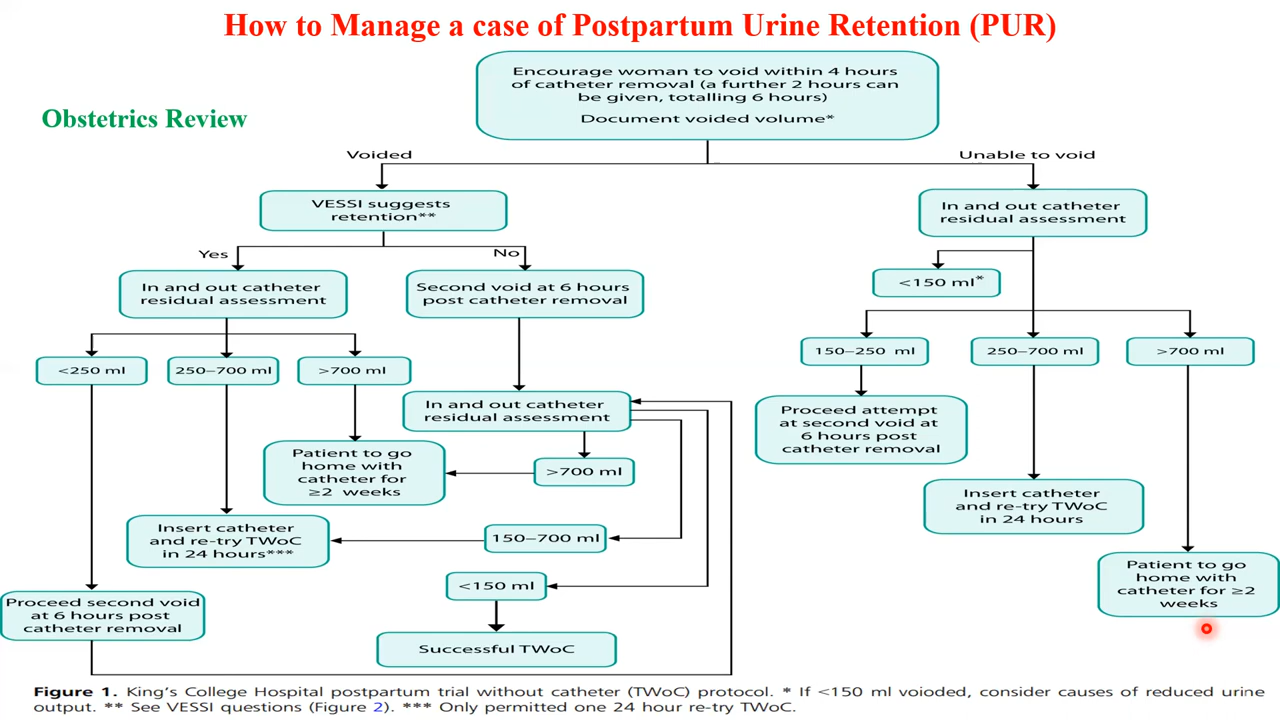 How to Manage a case of Postpartum Urine Retention (PUR)
Obstetrics Review
Encourage woman to void within 4 hours
of catheter removal (a further 2 hours can
be given, totalling 6 hours)
Document voided volume*
Voided
Unable to void
VESSI suggests
retention**
In and out catheter
residual assessment
Yes
No
<150 ml*
In and out catheter
residual assessment
Second void at 6 hours
post catheter removal
150–250 ml
250–700 ml
>700 ml
<250 ml
250–700 ml
>700 ml
In and out catheter
residual assessment
Proceed attempt
at second void at
6 hours post
catheter removal
Patient to go
home with
catheter for
≥2 weeks
>700 ml
Insert catheter
and re-try TWoC
in 24 hours
Insert catheter
and re-try TWoC
in 24 hours***
150–700 ml
Patient to go
home with
catheter for ≥2
weeks
<150 ml
Proceed second void
at 6 hours post
catheter removal
Successful TWoC
Figure 1. King's College Hospital postpartum trial without catheter (TWoC) protocol. * If <150 ml voioded, consider causes of reduced urine
output. ** See VESSI questions (Figure 2). *** Only permitted one 24 hour re-try TWoC.